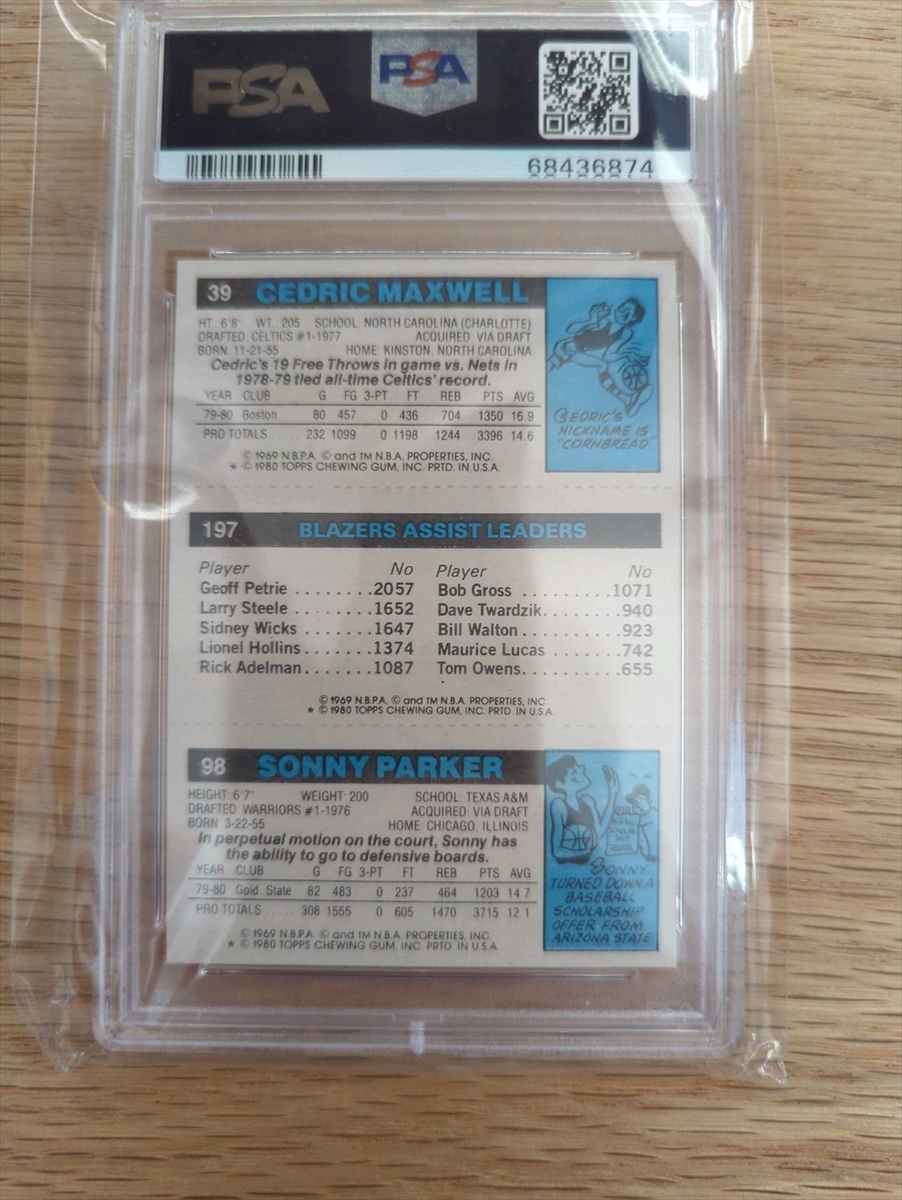 PSA PSA
68436874
39 CEDRIC MAXWELL
HT. 6'8" WT. 205 SCHOOL: NORTH CAROLINA (CHARLOTTE)
DRAFTED: CELTICS #1-1977 ACQUIRED: VIA DRAFT
BORN 11-21-55 HOME: KINSTON, NORTH CAROLINA
Cedric's 19 Free Throws in game vs. Nets in
1978-79 tied all-time Celtics' record.
YEAR CLUB G FG 3-PT FT REB PTS AVG
79-80 Boston 80 457 0 436 704 1350 16.9
PRO TOTALS ..... 232 1099 0 1198 1244 3396 14.6
© 1969 N.B.P.A. © and TM N.B.A. PROPERTIES, INC.
★ © 1980 TOPPS CHEWING GUM, INC. PRTD. IN U.S.A.
CEDRIC'S
NICKNAME IS
"CORNBREAD"
197 BLAZERS ASSIST LEADERS
Player No Player No
Geoff Petrie ........2057 Bob Gross ..........1071
Larry Steele ........1652 Dave Twardzik.........940
Sidney Wicks .......1647 Bill Walton...........923
Lionel Hollins.......1374 Maurice Lucas .......742
Rick Adelman.......1087 Tom Owens...........655
© 1969 N.B.P.A. © and TM N.B.A. PROPERTIES, INC.
★ © 1980 TOPPS CHEWING GUM, INC. PRTD. IN U.S.A.
98 SONNY PARKER
HEIGHT: 6'7" WEIGHT: 200 SCHOOL: TEXAS A&M
DRAFTED: WARRIORS #1-1976 ACQUIRED: VIA DRAFT
BORN 3-22-55 HOME: CHICAGO, ILLINOIS
In perpetual motion on the court, Sonny has
the ability to go to defensive boards.
YEAR CLUB G FG 3-PT FT REB PTS AVG
79-80 Gold. State 82 483 0 237 464 1203 14.7
PRO TOTALS ..... 308 1555 0 605 1470 3715 12.1
© 1969 N.B.P.A. © and TM N.B.A. PROPERTIES, INC.
★ © 1980 TOPPS CHEWING GUM, INC. PRTD. IN U.S.A.
SONNY
TURNED DOWN A
BASEBALL
SCHOLARSHIP
OFFER FROM
ARIZONA STATE